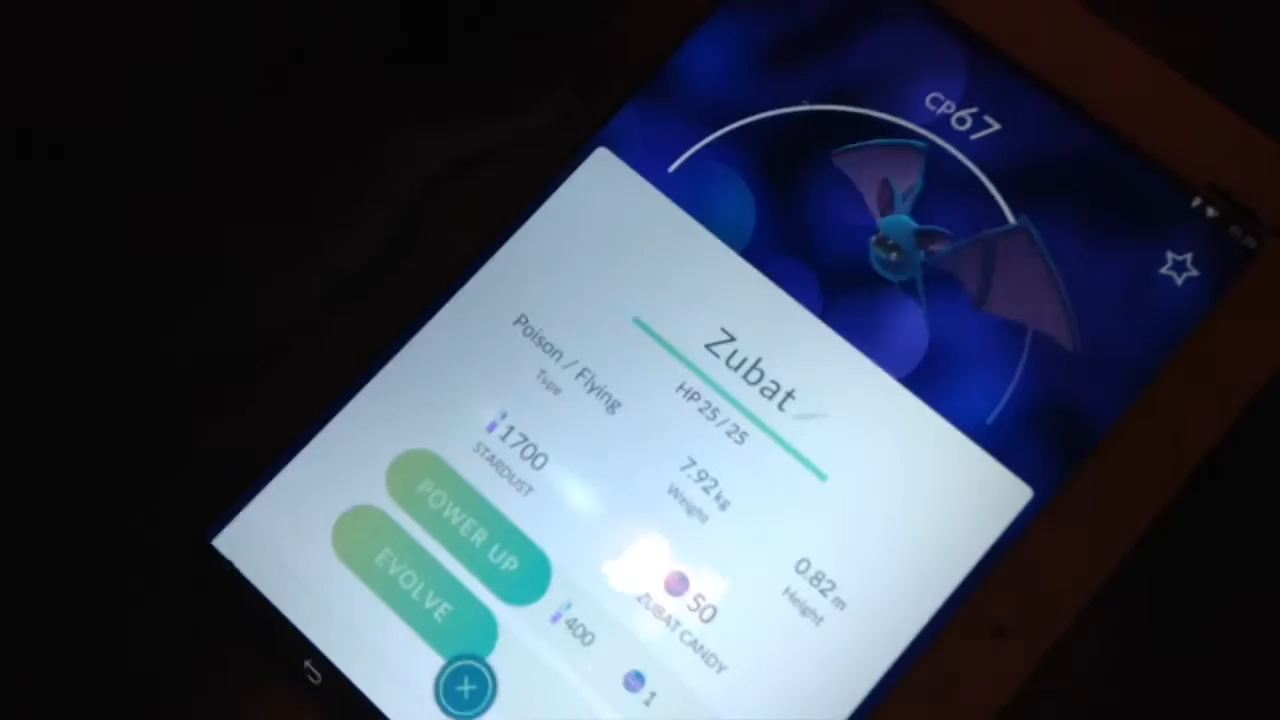 CP67
Zubat
HP 25 / 25
Poison / Flying
Type
7.92 kg
Weight
0.82 m
Height
1700
STARDUST
50
ZUBAT CANDY
POWER UP
400
1
EVOLVE